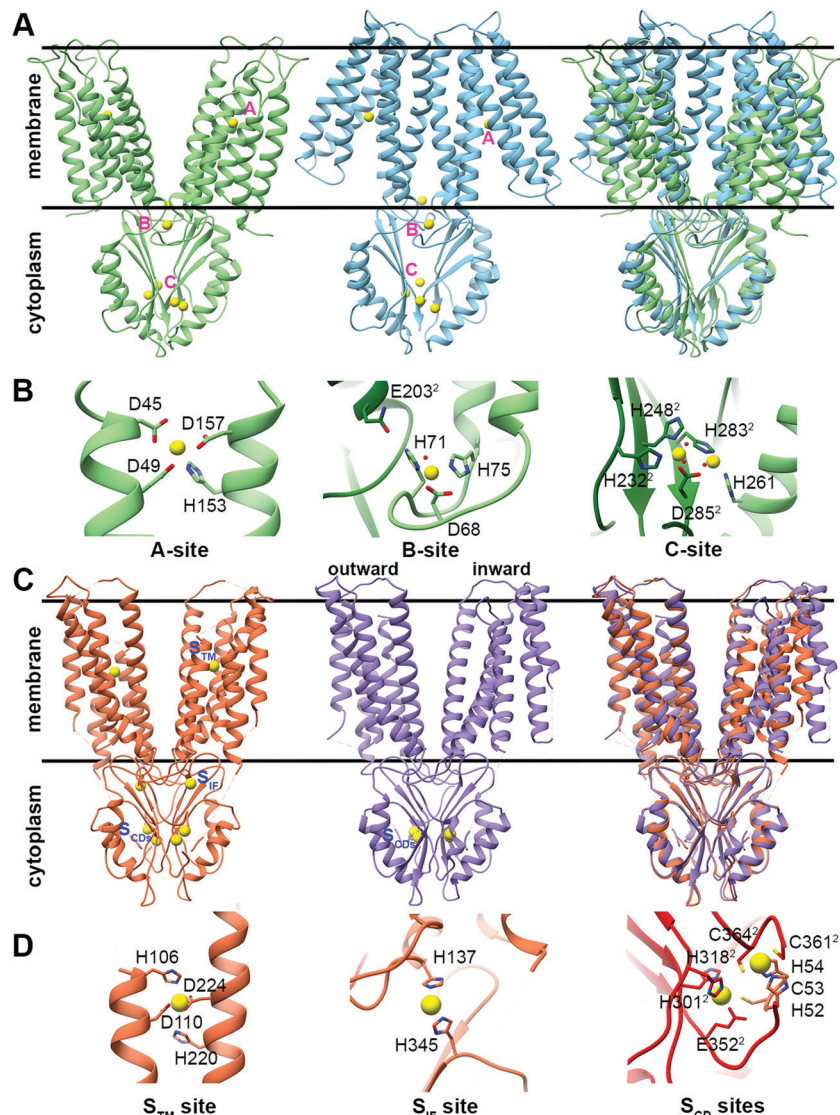 A
membrane
A
A
B
B
C
C
cytoplasm
B
D45
D157
D49
H153
A-site
E203²
H71
H75
D68
B-site
H248²
H283²
H232²
H261
D285²
C-site
C
outward
inward
membrane
S_TM
S_IF
S_CDs
S_CDs
cytoplasm
D
H106
D224
D110
H220
S_TM site
H137
H345
S_IF site
C364²
C361²
H318²
H54
H301²
C53
H52
E352²
S_CD sites